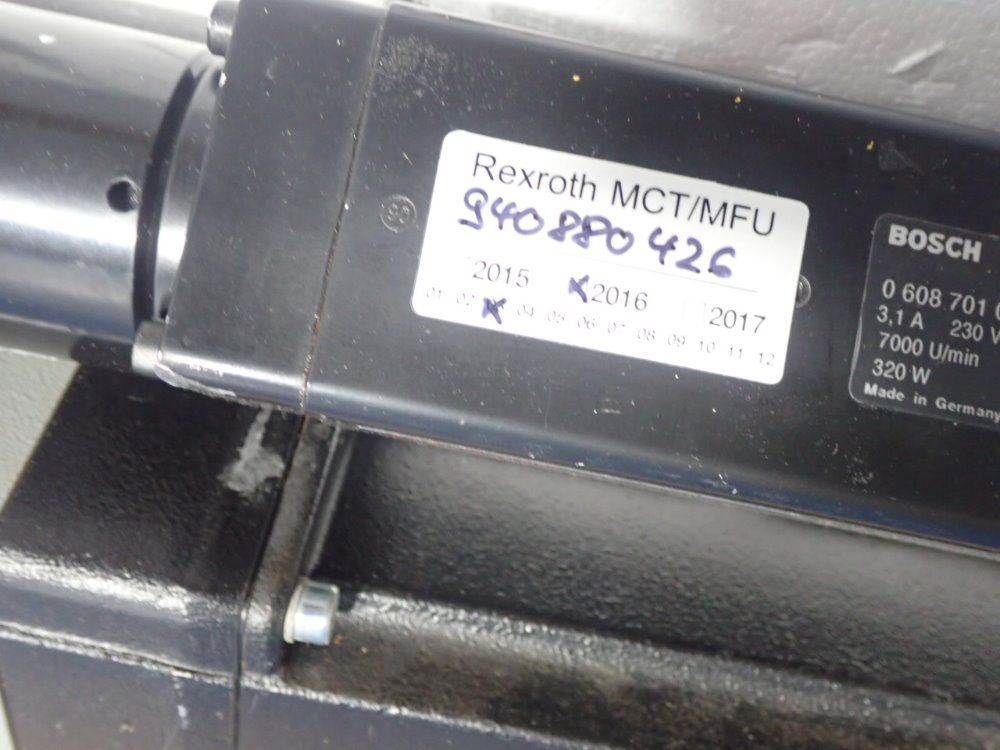 Rexroth MCT/MFU
940880426
2015 x2016 2017
01 02 x 04 05 06 07 08 09 10 11 12
BOSCH
0 608 701
3,1 A 230 V
7000 U/min
320 W
Made in Germany